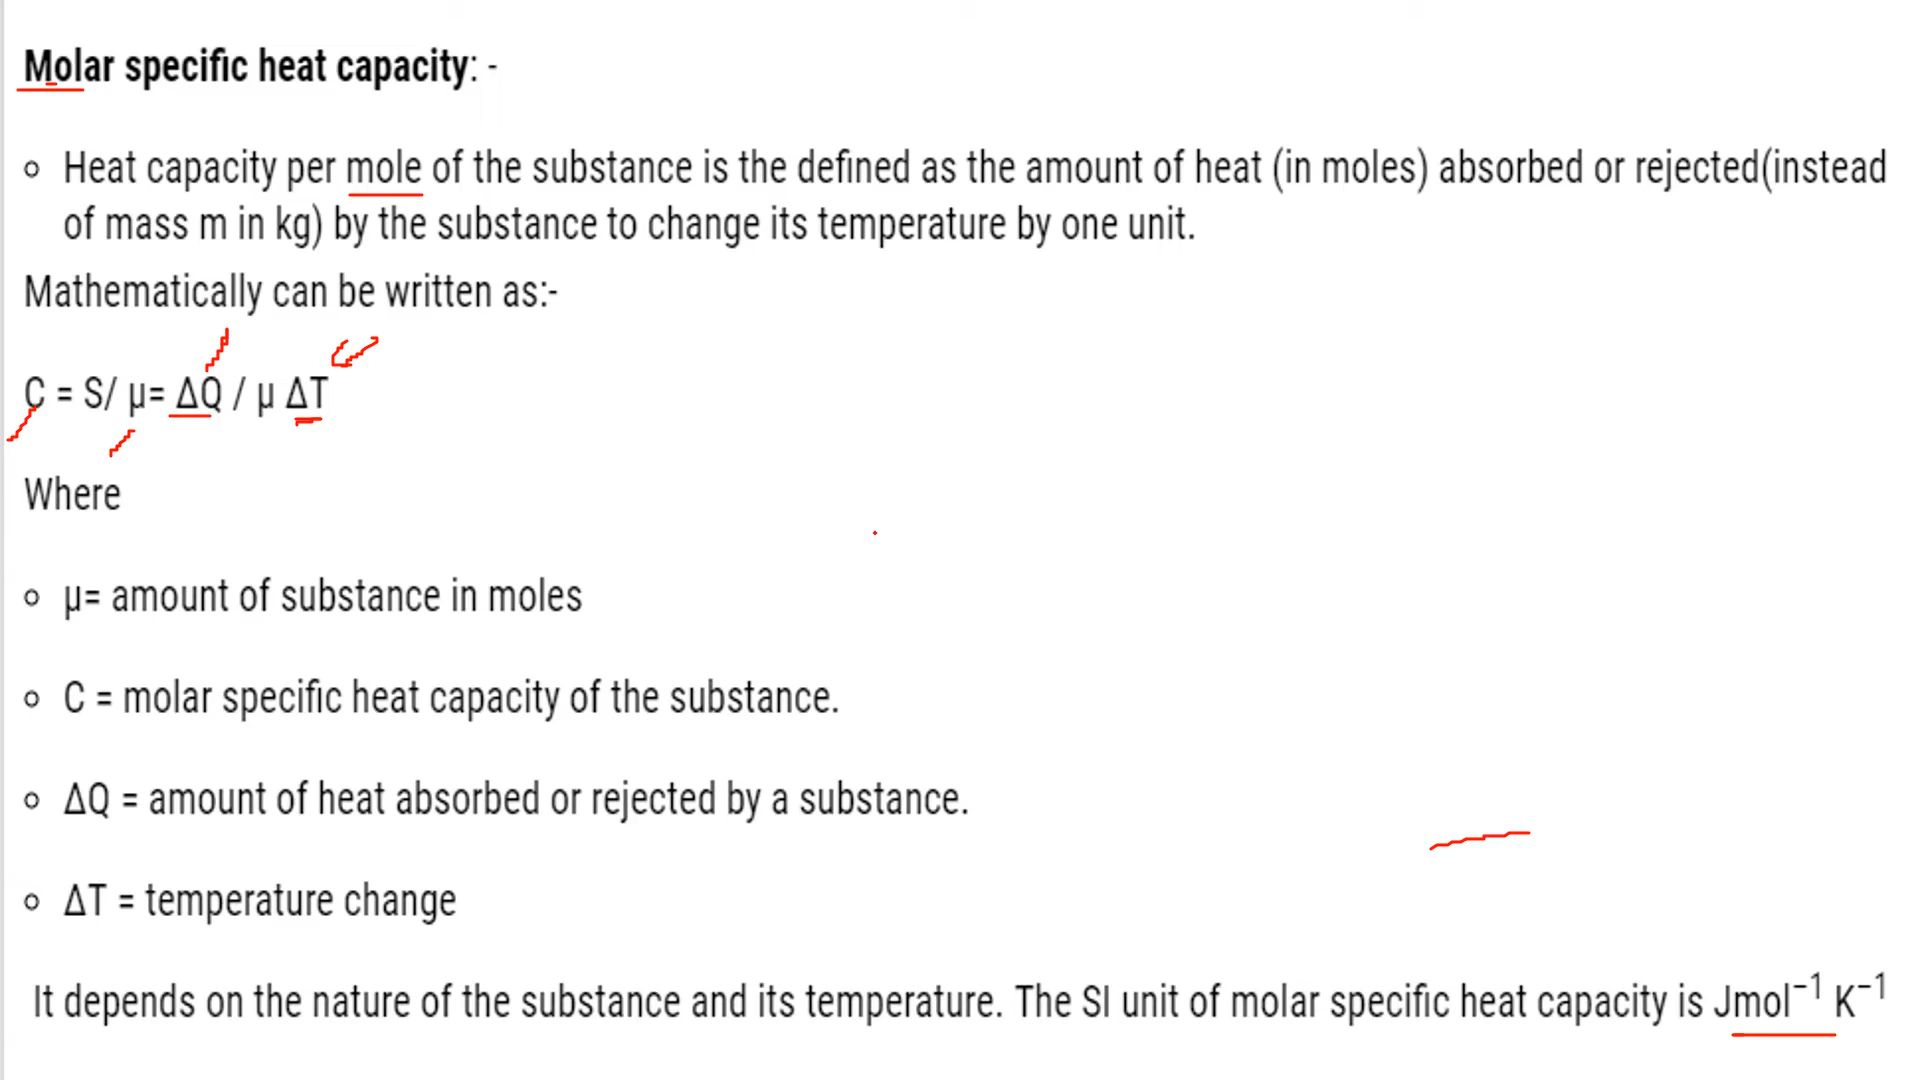 Molar specific heat capacity: -
o Heat capacity per mole of the substance is the defined as the amount of heat (in moles) absorbed or rejected(instead
of mass m in kg) by the substance to change its temperature by one unit.
Mathematically can be written as:-
C = S/ μ= ΔQ / μ ΔT
Where
o μ= amount of substance in moles
o C = molar specific heat capacity of the substance.
o ΔQ = amount of heat absorbed or rejected by a substance.
o ΔT = temperature change
It depends on the nature of the substance and its temperature. The SI unit of molar specific heat capacity is Jmol⁻¹ K⁻¹